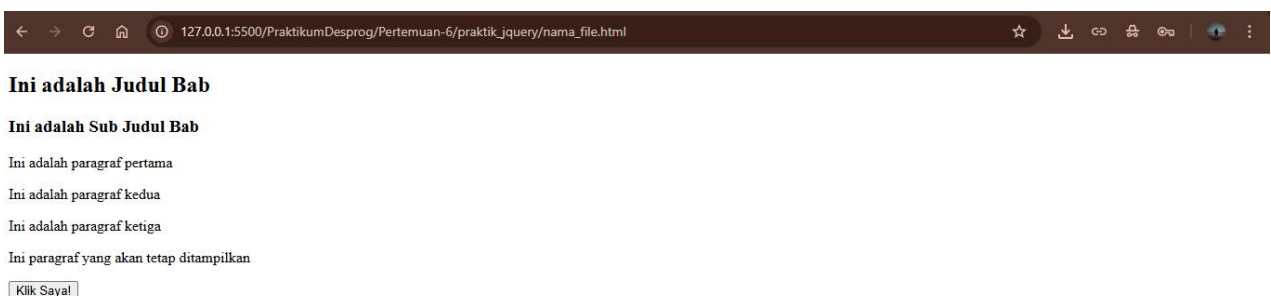 127.0.0.1:5500/PraktikumDesprog/Pertemuan-6/praktik_jquery/nama_file.html
Ini adalah Judul Bab
Ini adalah Sub Judul Bab
Ini adalah paragraf pertama
Ini adalah paragraf kedua
Ini adalah paragraf ketiga
Ini paragraf yang akan tetap ditampilkan
Klik Saya!